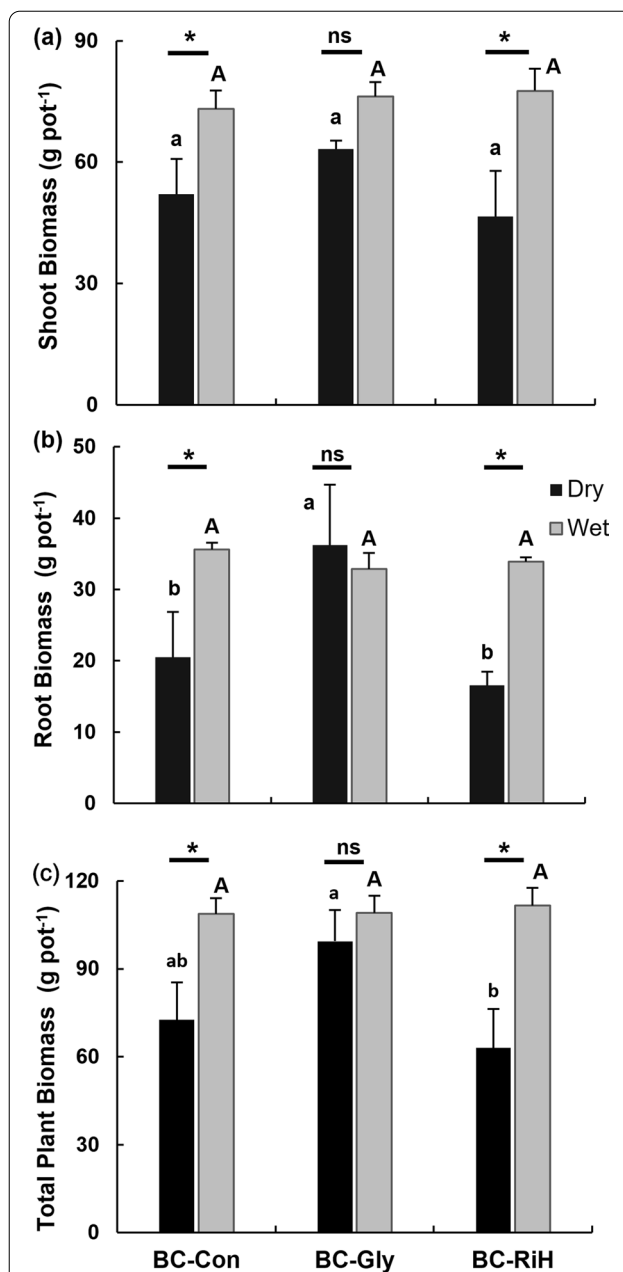 (a)
Shoot Biomass (g pot⁻¹)
90
60
30
0
* ns *
a A a A a A
(b)
Root Biomass (g pot⁻¹)
50
40
30
20
10
0
* ns *
b A a A b A
Dry
Wet
(c)
Total Plant Biomass (g pot⁻¹)
120
90
60
30
0
* ns *
ab A a A b A
BC-Con BC-Gly BC-RiH